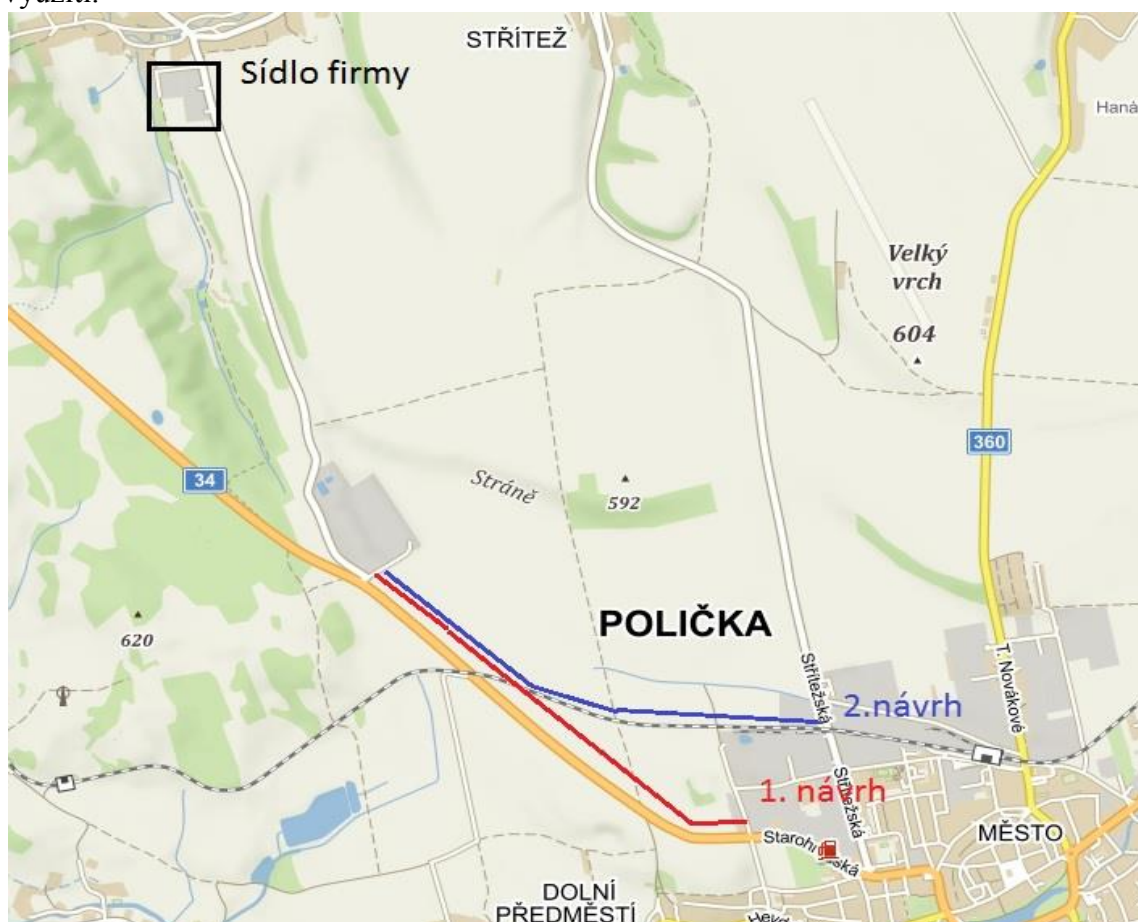 využití.
STŘÍTEŽ
Sídlo firmy
Haná
Velký
vrch
604
360
34
Stráně
592
POLIČKA
620
T. Novákové
Střítežská
2.návrh
1. návrh
Střítežská
MĚSTO
DOLNÍ
PŘEDMĚSTÍ